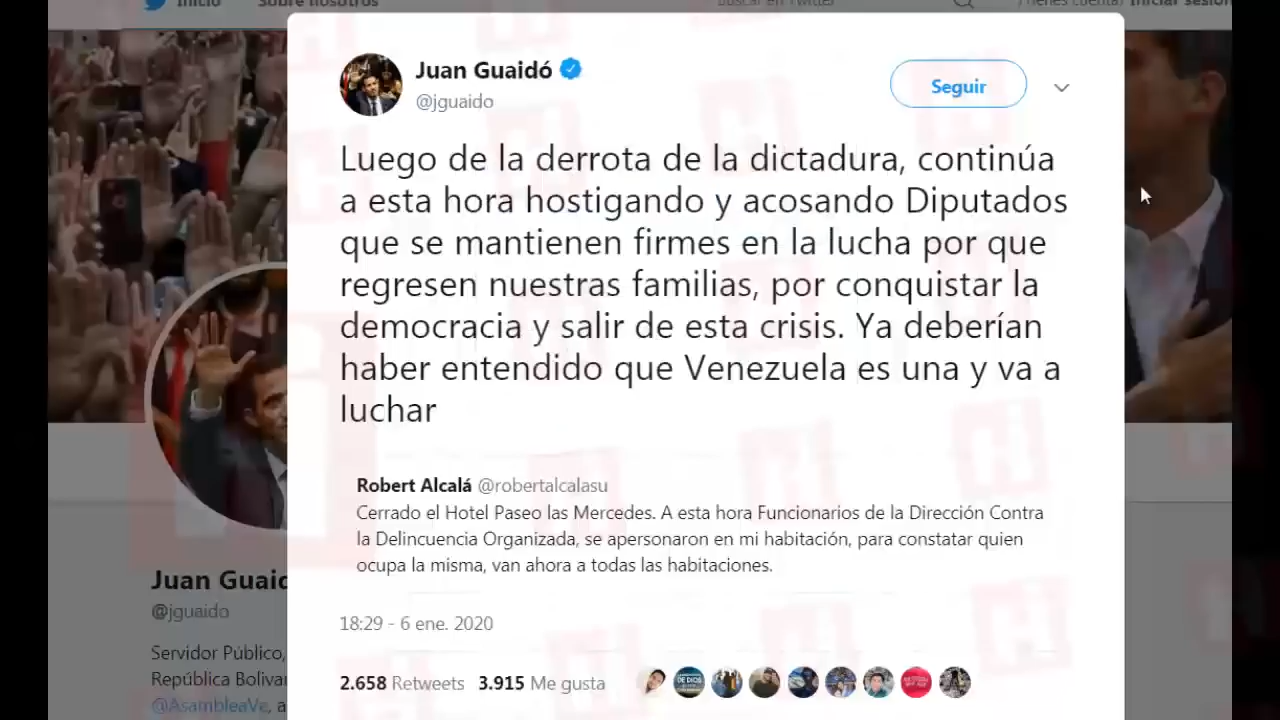 Inicio Sobre nosotros Buscar en Twitter ¿Tienes cuenta? Iniciar sesión
Juan Guaidó
@jguaido
Seguir
Luego de la derrota de la dictadura, continúa
a esta hora hostigando y acosando Diputados
que se mantienen firmes en la lucha por que
regresen nuestras familias, por conquistar la
democracia y salir de esta crisis. Ya deberían
haber entendido que Venezuela es una y va a
luchar
Robert Alcalá @robertalcalasu
Cerrado el Hotel Paseo las Mercedes. A esta hora Funcionarios de la Dirección Contra
la Delincuencia Organizada, se apersonaron en mi habitación, para constatar quien
ocupa la misma, van ahora a todas las habitaciones.
18:29 - 6 ene. 2020
2.658 Retweets 3.915 Me gusta
Juan Guaid
@jguaido
Servidor Público,
República Boliva
@AsambleaVe, a